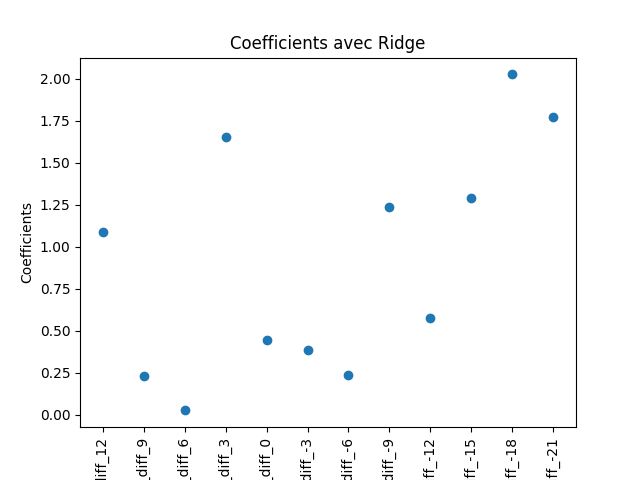 Coefficients avec Ridge
Coefficients
2.00
1.75
1.50
1.25
1.00
0.75
0.50
0.25
0.00
diff_12
_diff_9
_diff_6
_diff_3
_diff_0
diff_-3
diff_-6
diff_-9
ff_-12
ff_-15
ff_-18
ff_-21